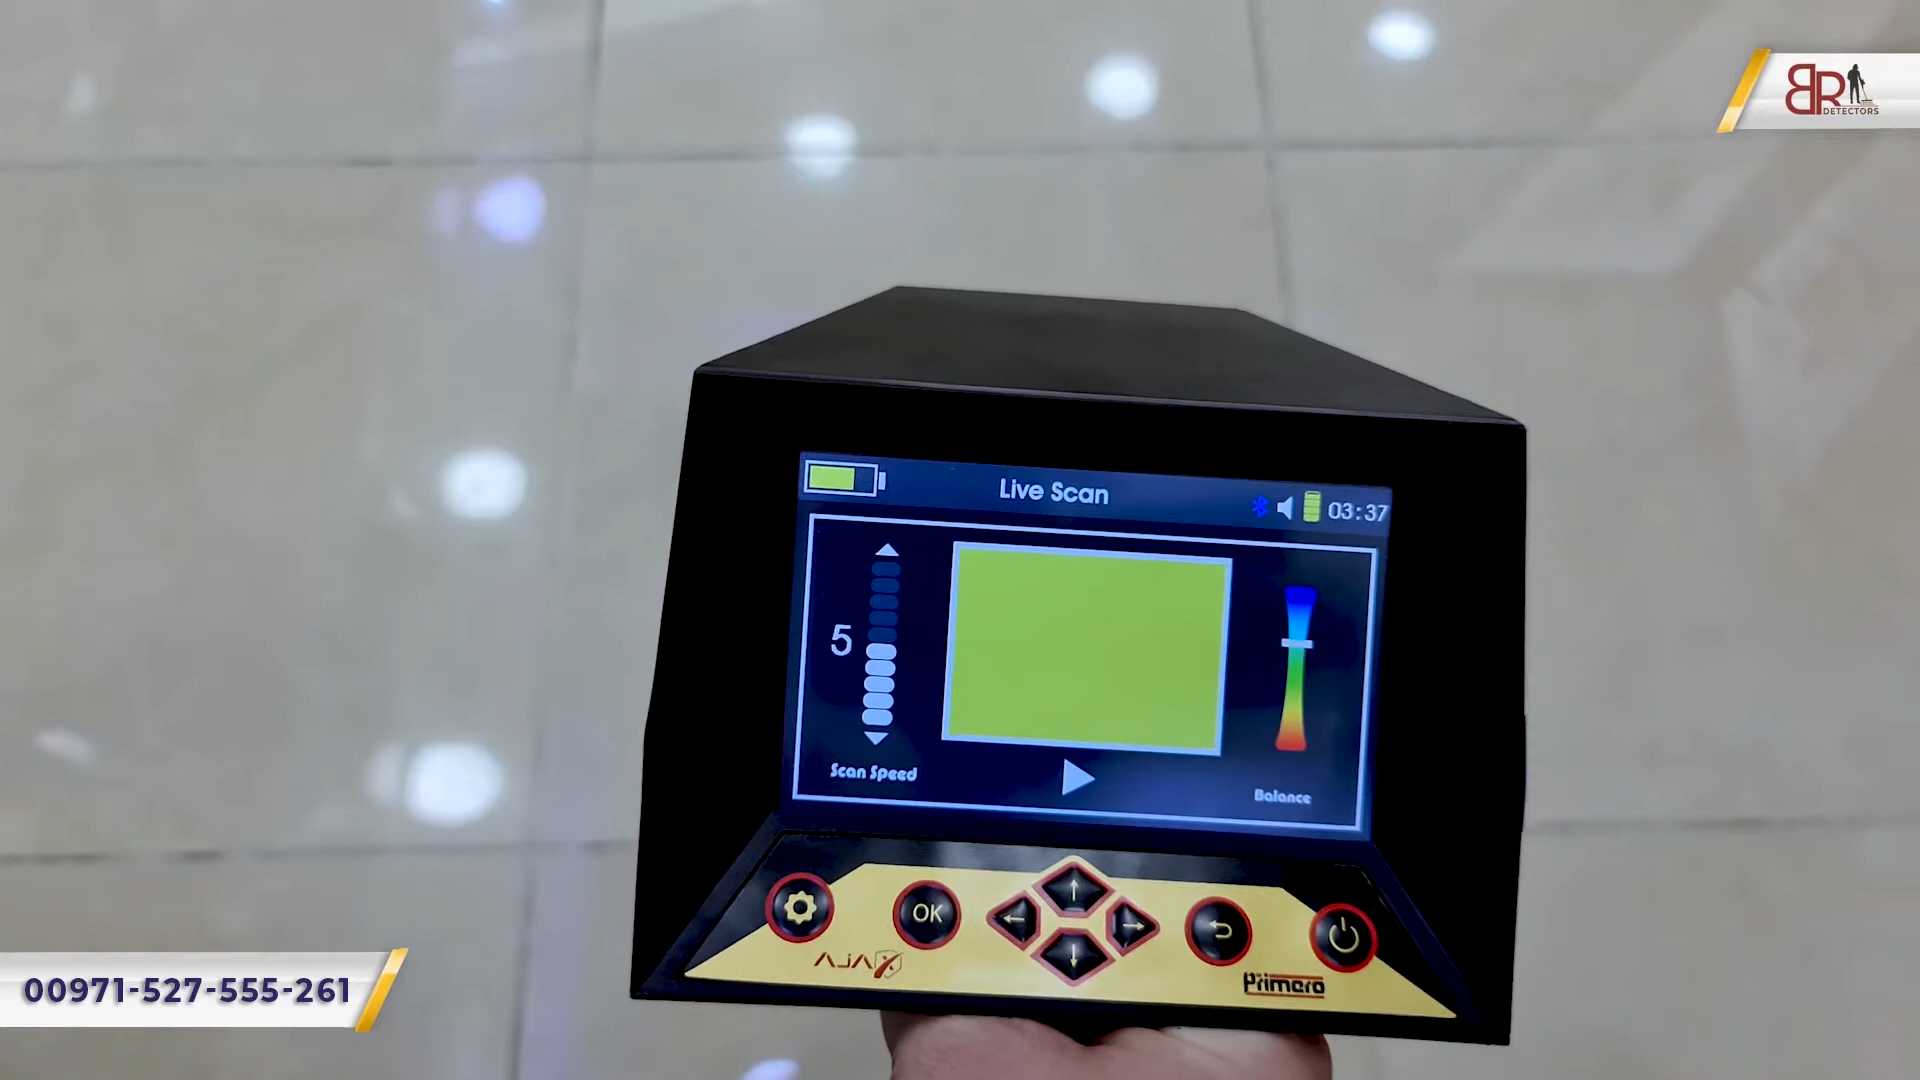 BR
DETECTORS
Live Scan
03:37
5
Scan Speed
Balance
OK
AJAX
Primero
00971-527-555-261